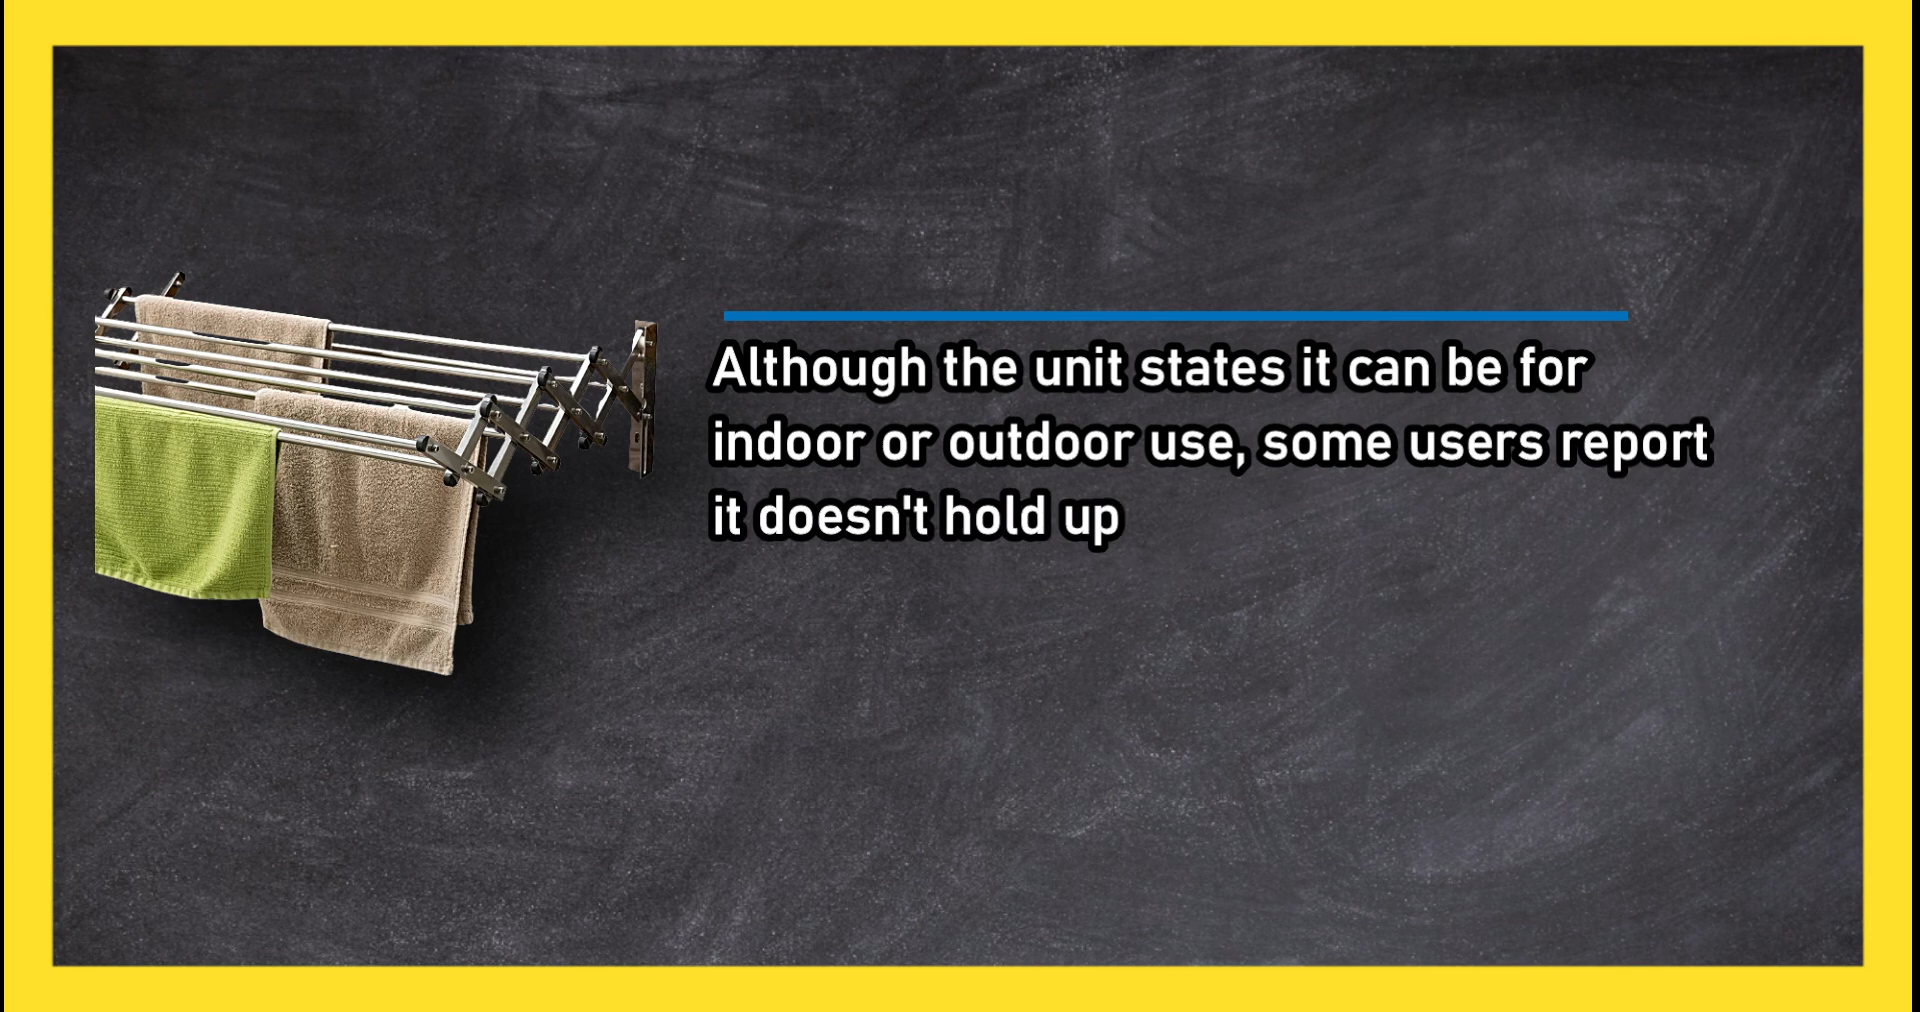 Although the unit states it can be for
indoor or outdoor use, some users report
it doesn't hold up